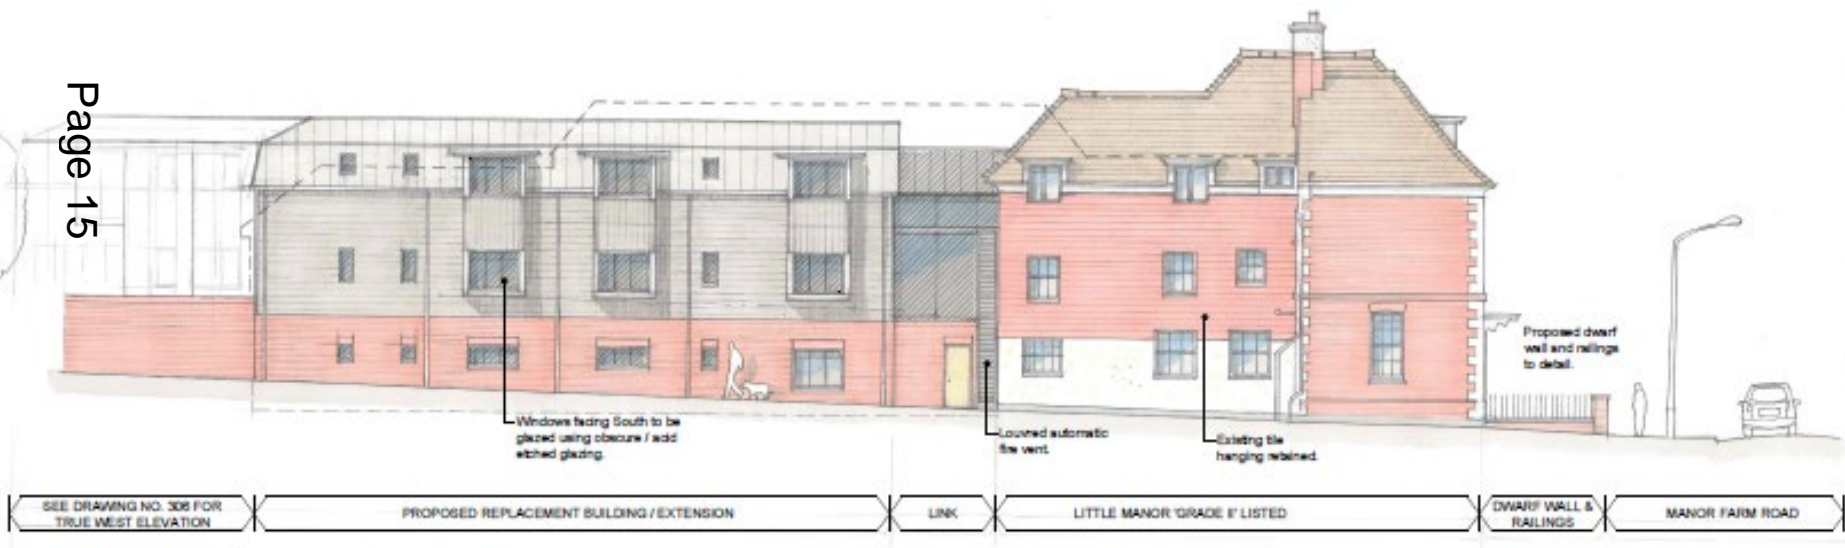 Page 15
Windows facing South to be
glazed using obscure / acid
etched glazing.
Louvred automatic
fire vent.
Existing tile
hanging retained.
Proposed dwarf
wall and railings
to detail.
SEE DRAWING NO. 306 FOR
TRUE WEST ELEVATION
PROPOSED REPLACEMENT BUILDING / EXTENSION
LINK
LITTLE MANOR 'GRADE II' LISTED
DWARF WALL &
RAILINGS
MANOR FARM ROAD